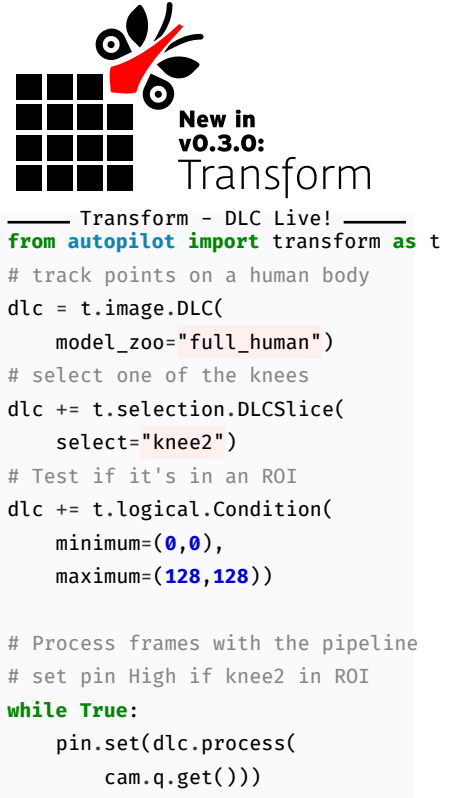 New in
v0.3.0:
Transform
Transform - DLC Live!
from autopilot import transform as t
# track points on a human body
dlc = t.image.DLC(
    model_zoo="full_human")
# select one of the knees
dlc += t.selection.DLCSlice(
    select="knee2")
# Test if it's in an ROI
dlc += t.logical.Condition(
    minimum=(0,0),
    maximum=(128,128))

# Process frames with the pipeline
# set pin High if knee2 in ROI
while True:
    pin.set(dlc.process(
        cam.q.get()))